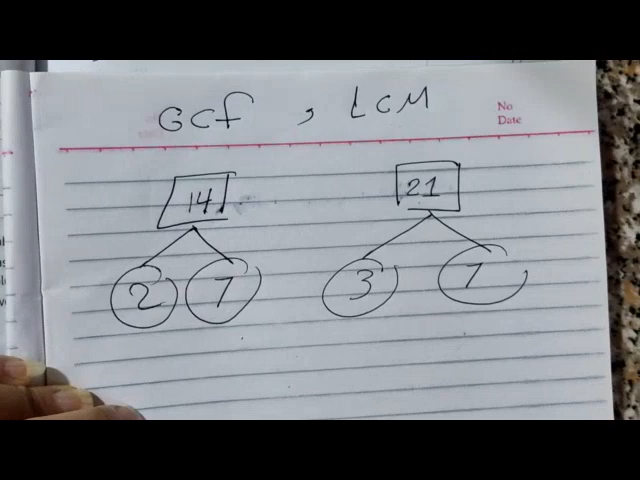 GCF , LCM
No
Date
14 21
2 7 3 7